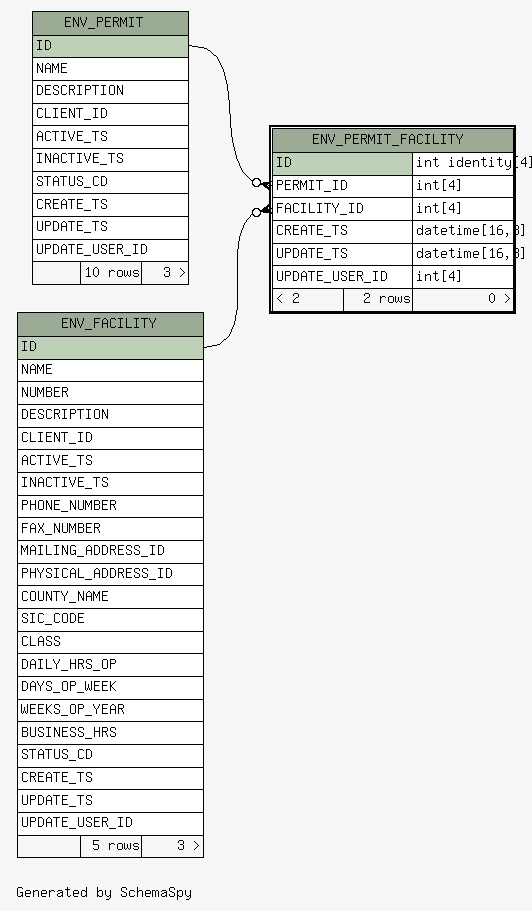 ENV_PERMIT
ID
NAME
DESCRIPTION
CLIENT_ID
ACTIVE_TS
INACTIVE_TS
STATUS_CD
CREATE_TS
UPDATE_TS
UPDATE_USER_ID
10 rows 3 >
ENV_PERMIT_FACILITY
ID int identity[4]
PERMIT_ID int[4]
FACILITY_ID int[4]
CREATE_TS datetime[16,3]
UPDATE_TS datetime[16,3]
UPDATE_USER_ID int[4]
< 2 2 rows 0 >
ENV_FACILITY
ID
NAME
NUMBER
DESCRIPTION
CLIENT_ID
ACTIVE_TS
INACTIVE_TS
PHONE_NUMBER
FAX_NUMBER
MAILING_ADDRESS_ID
PHYSICAL_ADDRESS_ID
COUNTY_NAME
SIC_CODE
CLASS
DAILY_HRS_OP
DAYS_OP_WEEK
WEEKS_OP_YEAR
BUSINESS_HRS
STATUS_CD
CREATE_TS
UPDATE_TS
UPDATE_USER_ID
5 rows 3 >
Generated by SchemaSpy